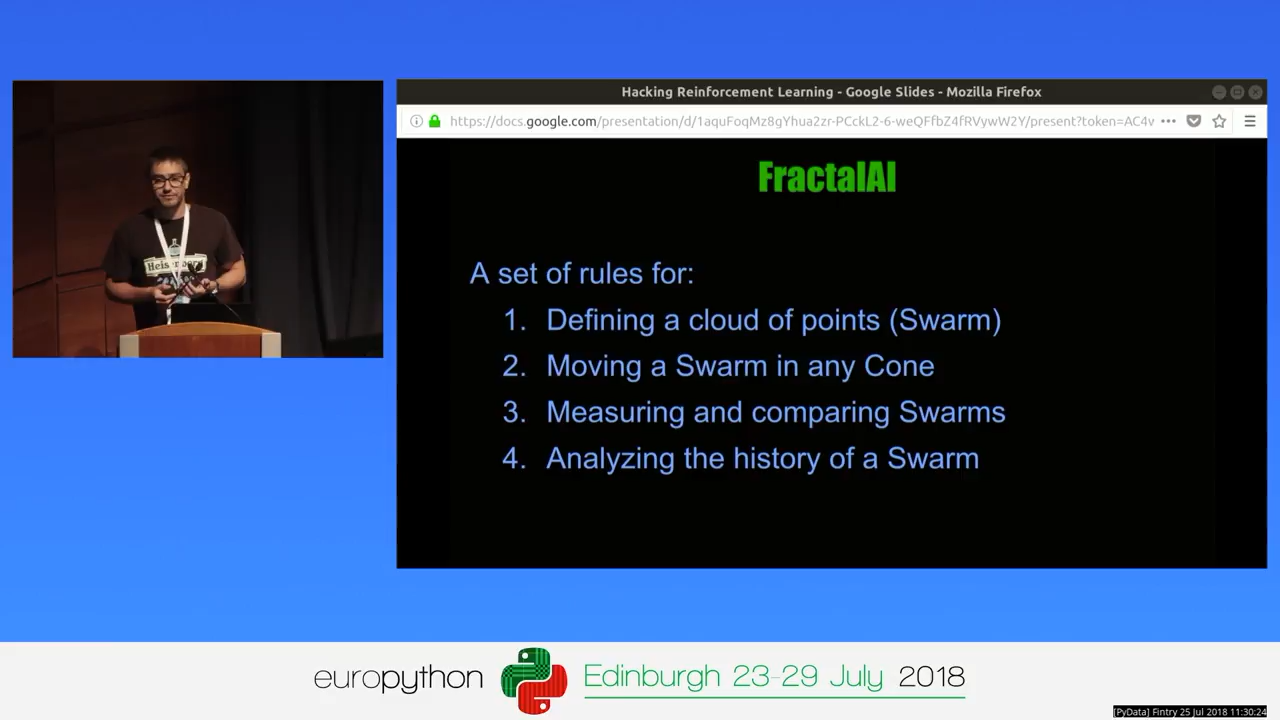 Hacking Reinforcement Learning - Google Slides - Mozilla Firefox
https://docs.google.com/presentation/d/1aquFoqMz8gYhua2zr-PCckL2-6-weQFfbZ4fRVywW2Y/present?token=AC4v
FractalAI
A set of rules for:
1. Defining a cloud of points (Swarm)
2. Moving a Swarm in any Cone
3. Measuring and comparing Swarms
4. Analyzing the history of a Swarm
Heisenberg
europython Edinburgh 23-29 July 2018
[PyData] Fintry 25 Jul 2018 11:30:24